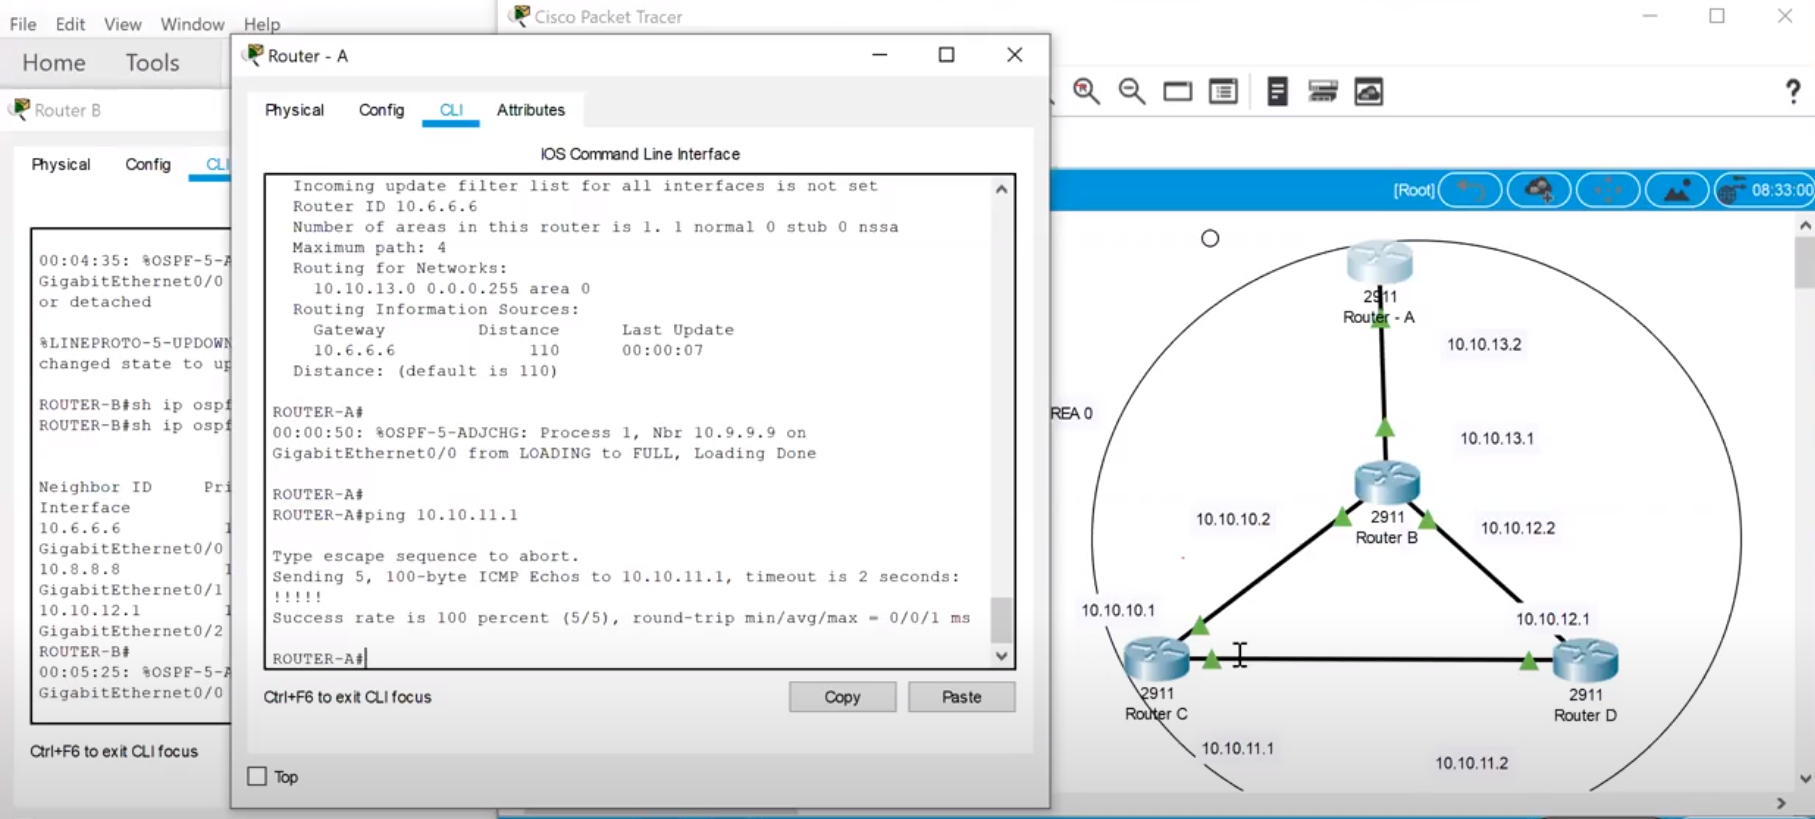 File Edit View Window Help
Cisco Packet Tracer
Home Tools
Router B
Physical Config CLI
00:04:35: %OSPF-5-A
GigabitEthernet0/0
or detached
%LINEPROTO-5-UPDOWN
changed state to up
ROUTER-B#sh ip ospf
ROUTER-B#sh ip ospf
Neighbor ID Pri
Interface
10.6.6.6 1
GigabitEthernet0/0
10.8.8.8 1
GigabitEthernet0/1
10.10.12.1 1
GigabitEthernet0/2
ROUTER-B#
00:05:25: %OSPF-5-A
GigabitEthernet0/0
Ctrl+F6 to exit CLI focus
Router - A
Physical Config CLI Attributes
IOS Command Line Interface
Incoming update filter list for all interfaces is not set
Router ID 10.6.6.6
Number of areas in this router is 1. 1 normal 0 stub 0 nssa
Maximum path: 4
Routing for Networks:
10.10.13.0 0.0.0.255 area 0
Routing Information Sources:
Gateway Distance Last Update
10.6.6.6 110 00:00:07
Distance: (default is 110)
ROUTER-A#
00:00:50: %OSPF-5-ADJCHG: Process 1, Nbr 10.9.9.9 on
GigabitEthernet0/0 from LOADING to FULL, Loading Done
ROUTER-A#
ROUTER-A#ping 10.10.11.1
Type escape sequence to abort.
Sending 5, 100-byte ICMP Echos to 10.10.11.1, timeout is 2 seconds:
!!!!!
Success rate is 100 percent (5/5), round-trip min/avg/max = 0/0/1 ms
ROUTER-A#
Ctrl+F6 to exit CLI focus
Copy Paste
Top
?
[Root] 08:33:00
2911
Router - A
10.10.13.2
REA 0
10.10.13.1
10.10.10.2
2911
Router B
10.10.12.2
10.10.10.1
10.10.12.1
2911
Router C
2911
Router D
10.10.11.1
10.10.11.2